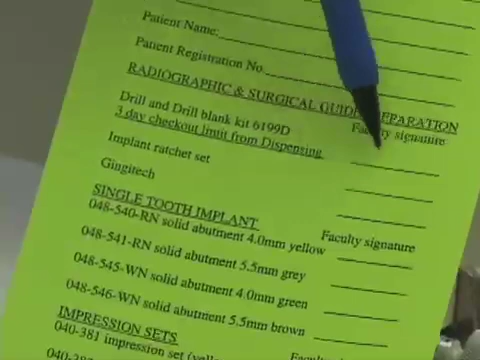 Patient Name:
Patient Registration No.
RADIOGRAPHIC & SURGICAL GUIDE PREPARATION
Faculty signature
Drill and Drill blank kit 6199D
3 day checkout limit from Dispensing
Implant ratchet set
Gingitech
SINGLE TOOTH IMPLANT
Faculty signature
048-540-RN solid abutment 4.0mm yellow
048-541-RN solid abutment 5.5mm grey
048-545-WN solid abutment 4.0mm green
048-546-WN solid abutment 5.5mm brown
IMPRESSION SETS
040-381 impression set